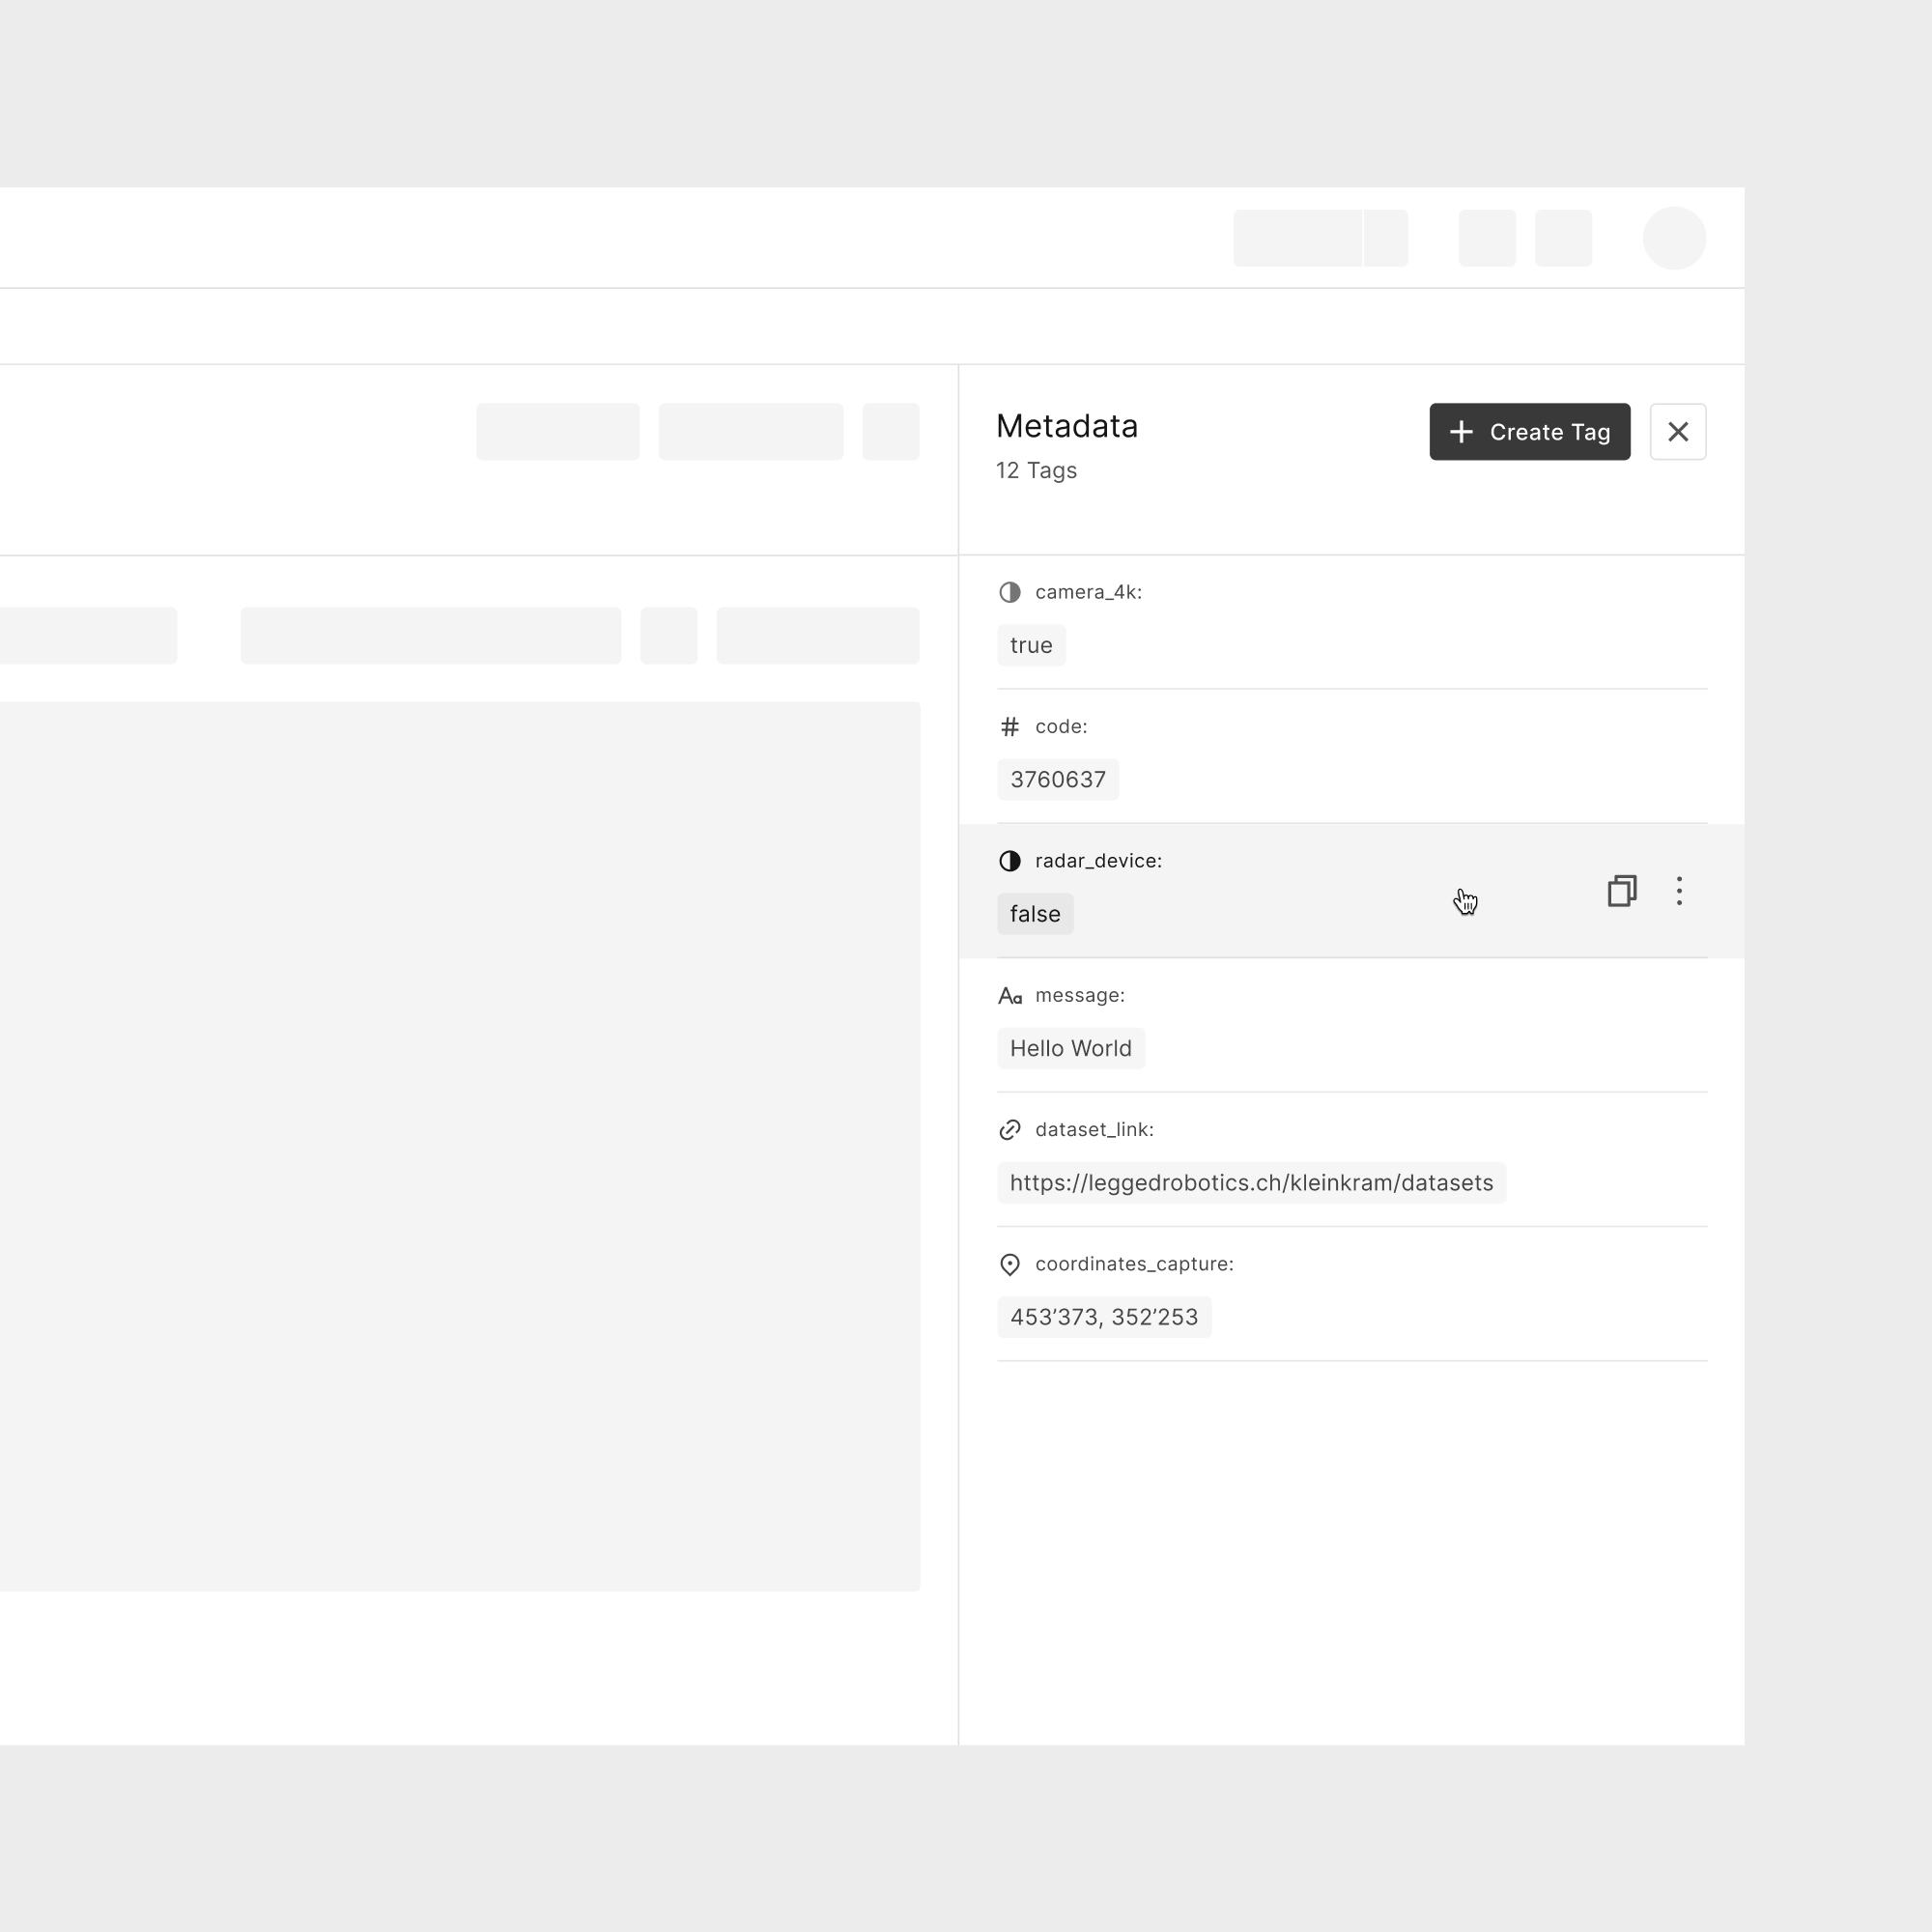 Metadata
12 Tags
Create Tag
camera_4k:
true
code:
3760637
radar_device:
false
message:
Hello World
dataset_link:
https://leggedrobotics.ch/kleinkram/datasets
coordinates_capture:
453’373, 352’253